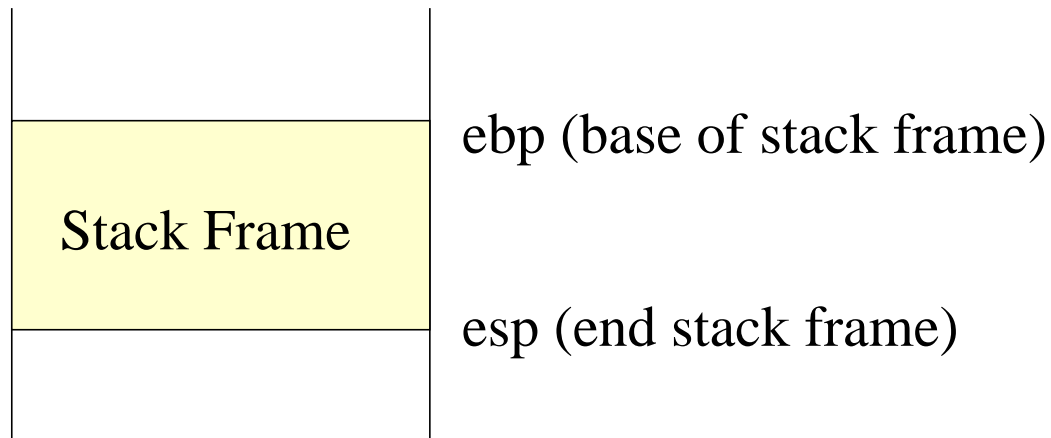 ebp (base of stack frame)
Stack Frame
esp (end stack frame)